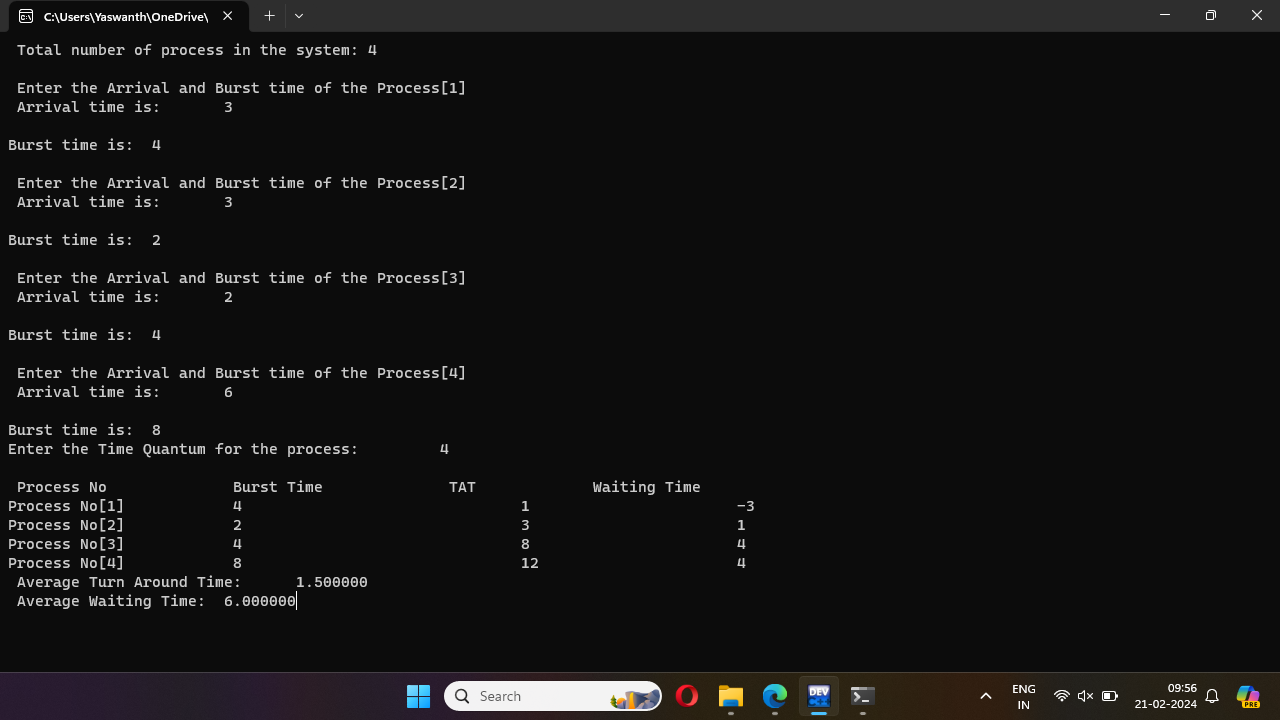 C:\Users\Yaswanth\OneDrive\
Total number of process in the system: 4
Enter the Arrival and Burst time of the Process[1]
Arrival time is: 3
Burst time is: 4
Enter the Arrival and Burst time of the Process[2]
Arrival time is: 3
Burst time is: 2
Enter the Arrival and Burst time of the Process[3]
Arrival time is: 2
Burst time is: 4
Enter the Arrival and Burst time of the Process[4]
Arrival time is: 6
Burst time is: 8
Enter the Time Quantum for the process: 4
Process No Burst Time TAT Waiting Time
Process No[1] 4 1 -3
Process No[2] 2 3 1
Process No[3] 4 8 4
Process No[4] 8 12 4
Average Turn Around Time: 1.500000
Average Waiting Time: 6.000000
Search
DEV
ENG
IN
09:56
21-02-2024
PRE